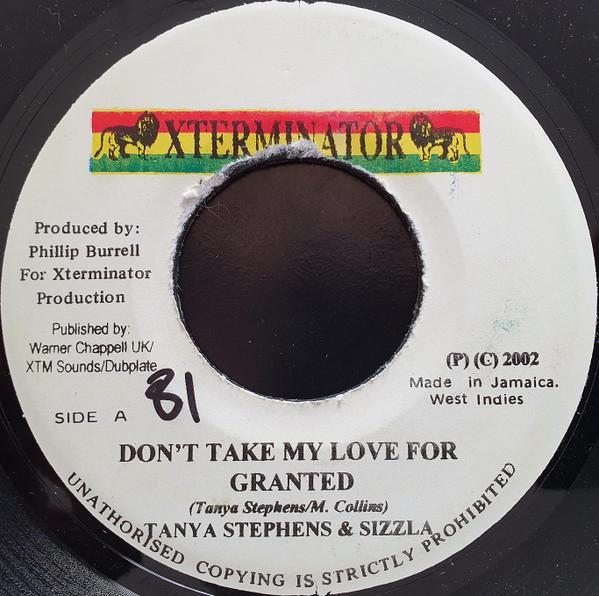 XTERMINATOR
Produced by:
Phillip Burrell
For Xterminator
Production
Published by:
Warner Chappell UK/
XTM Sounds/Dubplate
SIDE A
81
(P) (C) 2002
Made in Jamaica.
West Indies
DON'T TAKE MY LOVE FOR
GRANTED
(Tanya Stephens/M. Collins)
TANYA STEPHENS & SIZZLA
UNAUTHORISED COPYING IS STRICTLY PROHIBITED